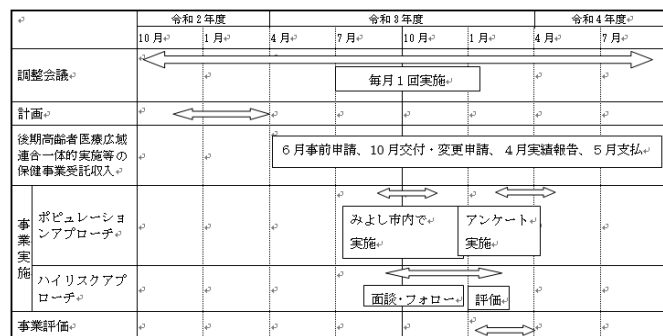 令和２年度 令和３年度 令和４年度
10月 1月 4月 7月 10月 1月 4月 7月
調整会議
毎月１回実施
計画
後期高齢者医療広域
連合一体的実施等の
保健事業受託収入
６月事前申請、10月交付・変更申請、４月実績報告、５月支払
事業実施
ポピュレーショ
ンアプローチ
みよし市内で
実施
アンケート
実施
ハイリスクアプ
ローチ
面談・フォロー
評価
事業評価